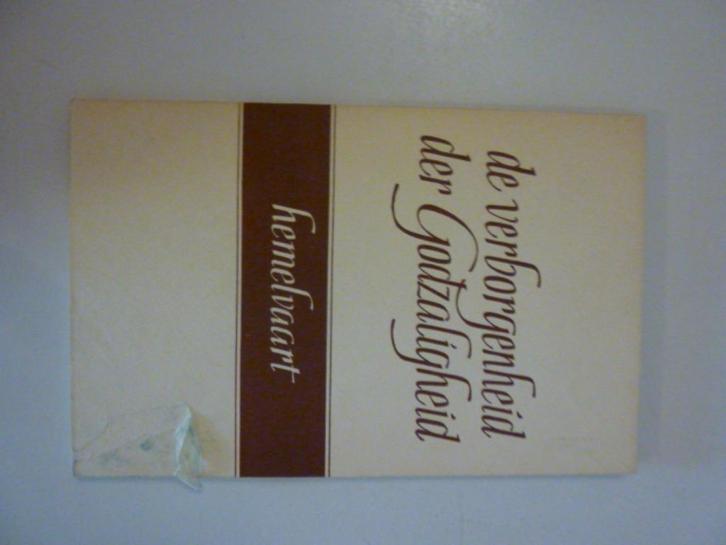 de verborgenheid
der Godzaligheid
hemelvaart